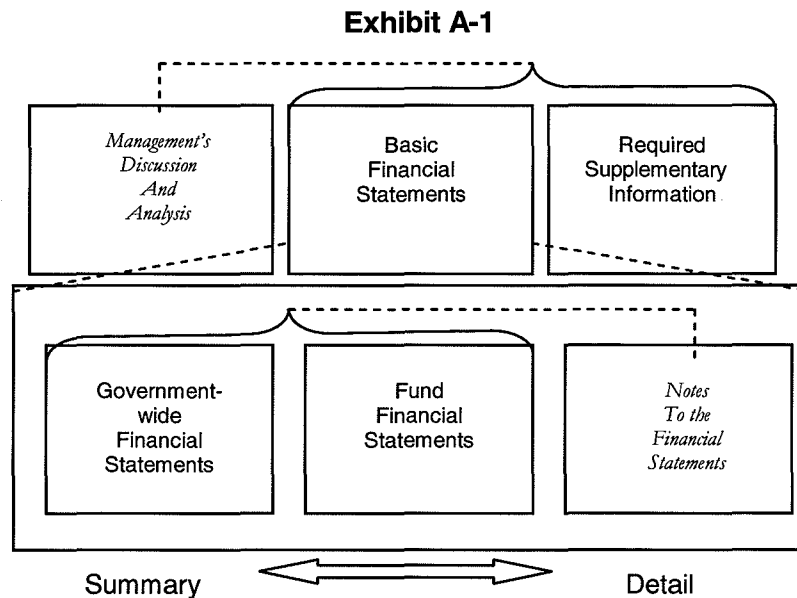 Exhibit A-1
Management's
Discussion
And
Analysis
Basic
Financial
Statements
Required
Supplementary
Information
Government-
wide
Financial
Statements
Fund
Financial
Statements
Notes
To the
Financial
Statements
Summary
Detail